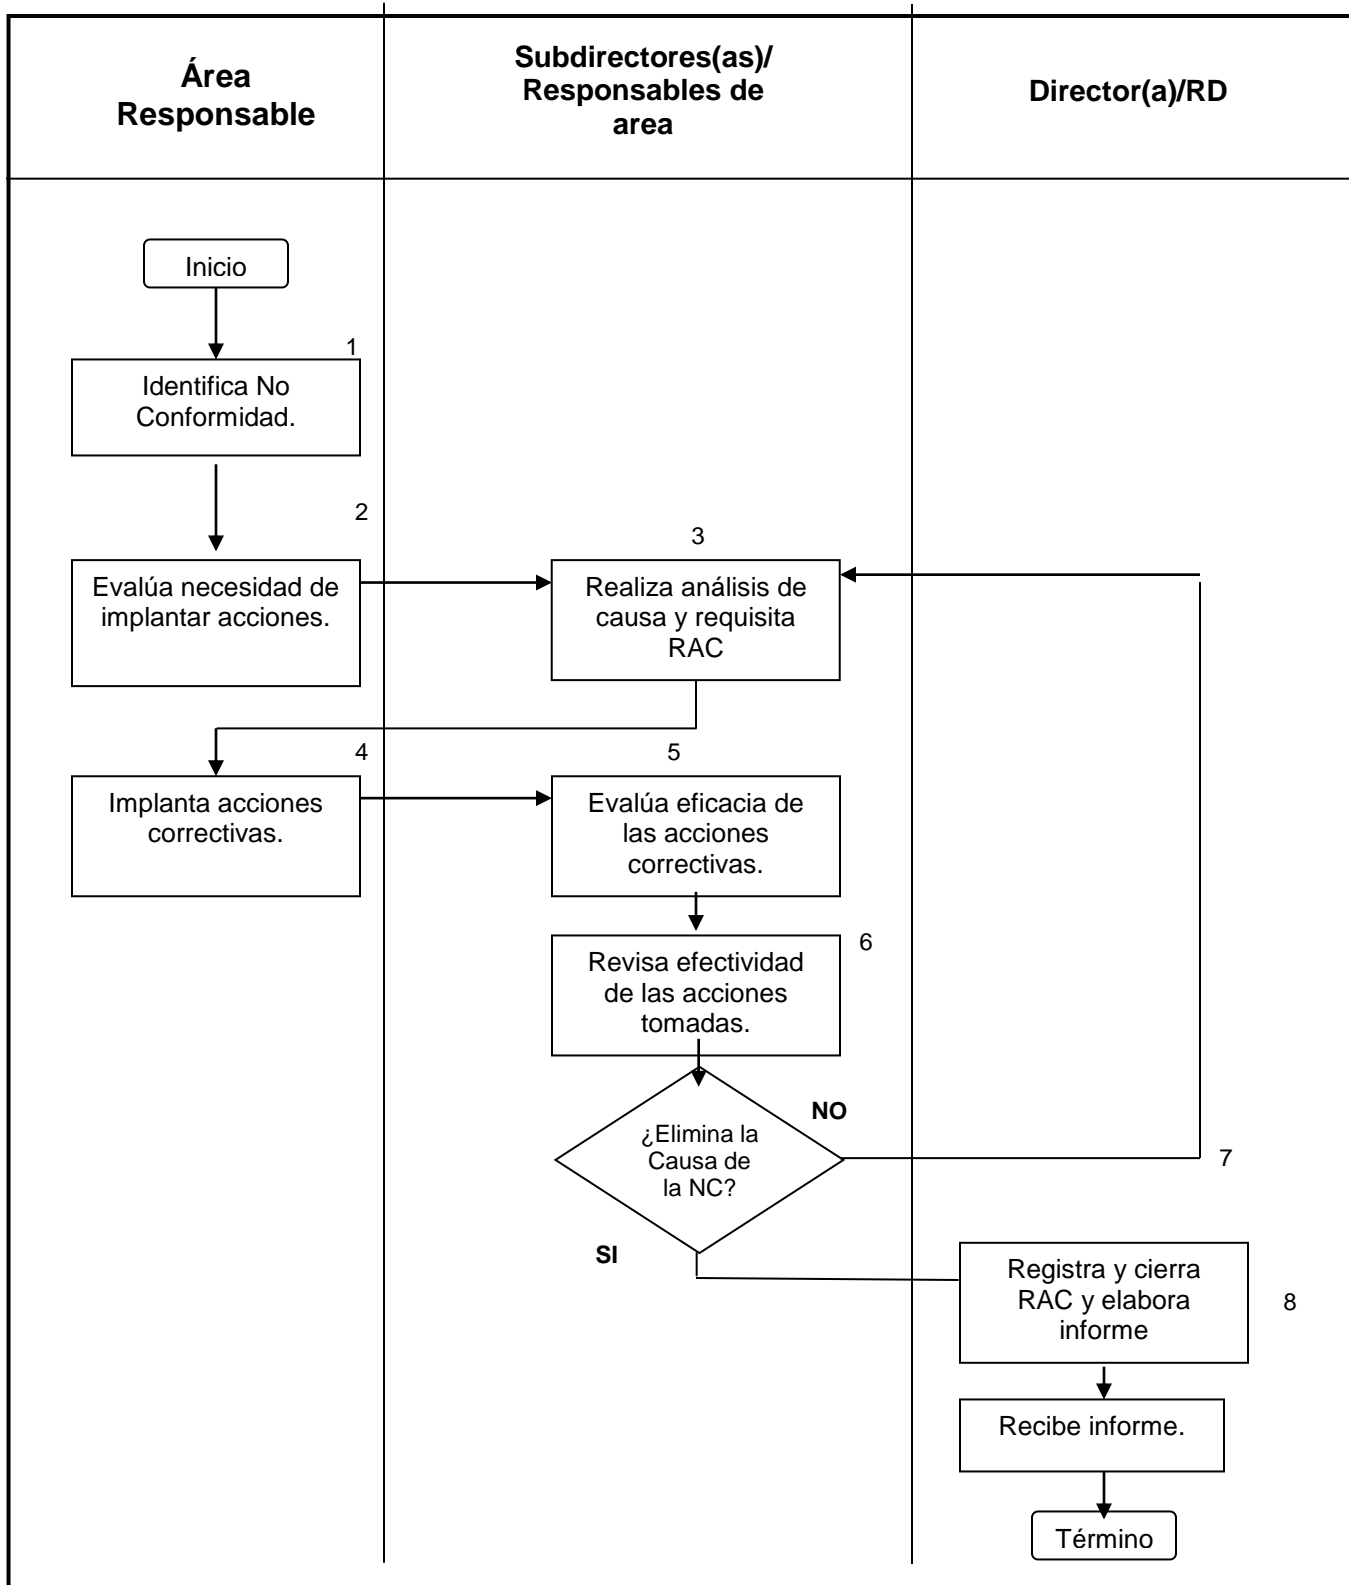 Área
Responsable
Subdirectores(as)/
Responsables de
area
Director(a)/RD
Inicio
1
Identifica No
Conformidad.
2
Evalúa necesidad de
implantar acciones.
3
Realiza análisis de
causa y requisita
RAC
4
Implanta acciones
correctivas.
5
Evalúa eficacia de
las acciones
correctivas.
6
Revisa efectividad
de las acciones
tomadas.
¿Elimina la
Causa de
la NC?
NO
7
SI
Registra y cierra
RAC y elabora
informe
8
Recibe informe.
Término